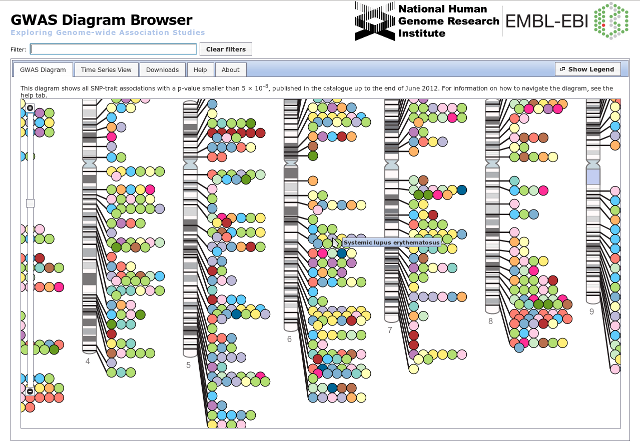 GWAS Diagram Browser
Exploring Genome-wide Association Studies
National Human
Genome Research
Institute
EMBL-EBI
Filter:
Clear filters
GWAS Diagram
Time Series View
Downloads
Help
About
Show Legend
This diagram shows all SNP-trait associations with a p-value smaller than 5 × 10⁻⁸, published in the catalogue up to the end of June 2012. For information on how to navigate the diagram, see the
help tab.
Systemic lupus erythematosus
4
5
6
7
8
9